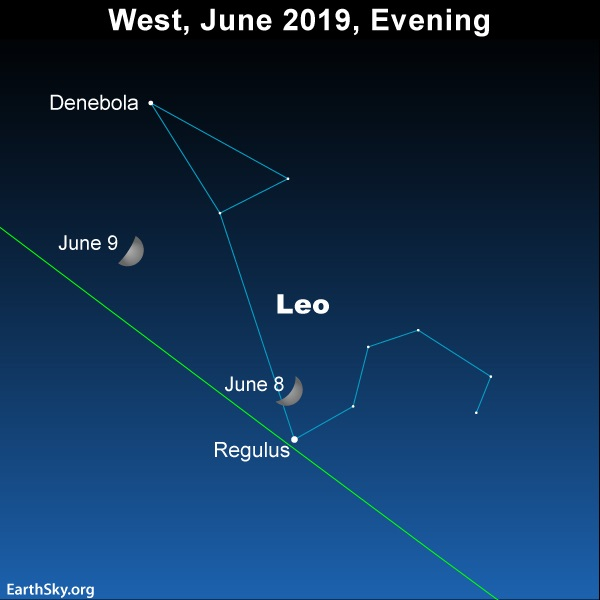 West, June 2019, Evening
Denebola
June 9
Leo
June 8
Regulus
EarthSky.org